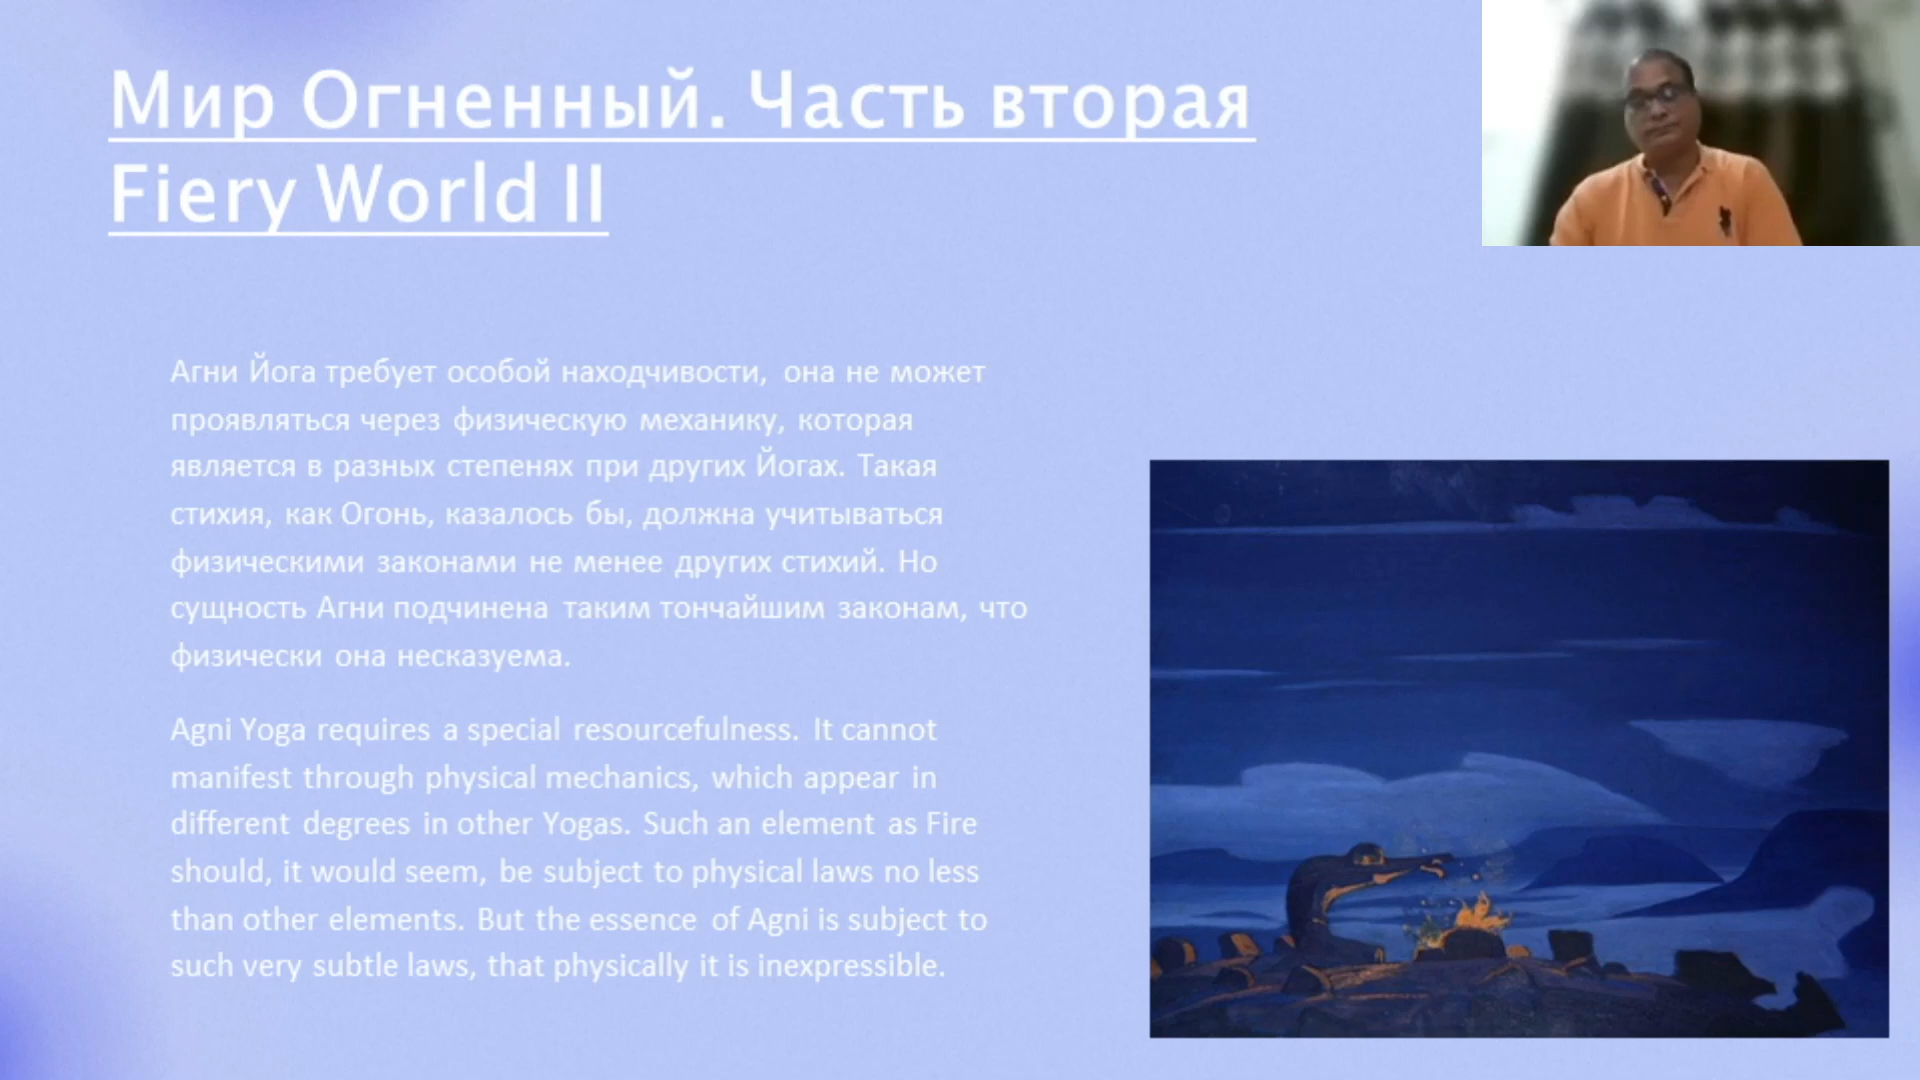 Мир Огненный. Часть вторая
Fiery World II
Агни Йога требует особой находчивости, она не может
проявляться через физическую механику, которая
является в разных степенях при других Йогах. Такая
стихия, как Огонь, казалось бы, должна учитываться
физическими законами не менее других стихий. Но
сущность Агни подчинена таким тончайшим законам, что
физически она несказуема.
Agni Yoga requires a special resourcefulness. It cannot
manifest through physical mechanics, which appear in
different degrees in other Yogas. Such an element as Fire
should, it would seem, be subject to physical laws no less
than other elements. But the essence of Agni is subject to
such very subtle laws, that physically it is inexpressible.